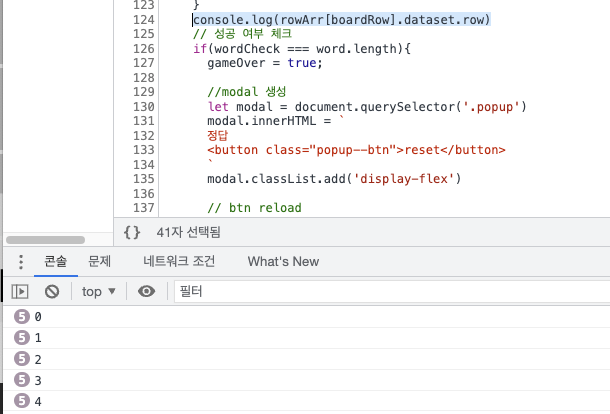 123 }
124 console.log(rowArr[boardRow].dataset.row)
125 // 성공 여부 체크
126 if(wordCheck === word.length){
127 gameOver = true;
128
129 //modal 생성
130 let modal = document.querySelector('.popup')
131 modal.innerHTML = `
132 정답
133 <button class="popup--btn">reset</button>
134 `
135 modal.classList.add('display-flex')
136
137 // btn reload
{} 41자 선택됨
콘솔 문제 네트워크 조건 What's New
top ▼ 필터
5 0
5 1
5 2
5 3
5 4